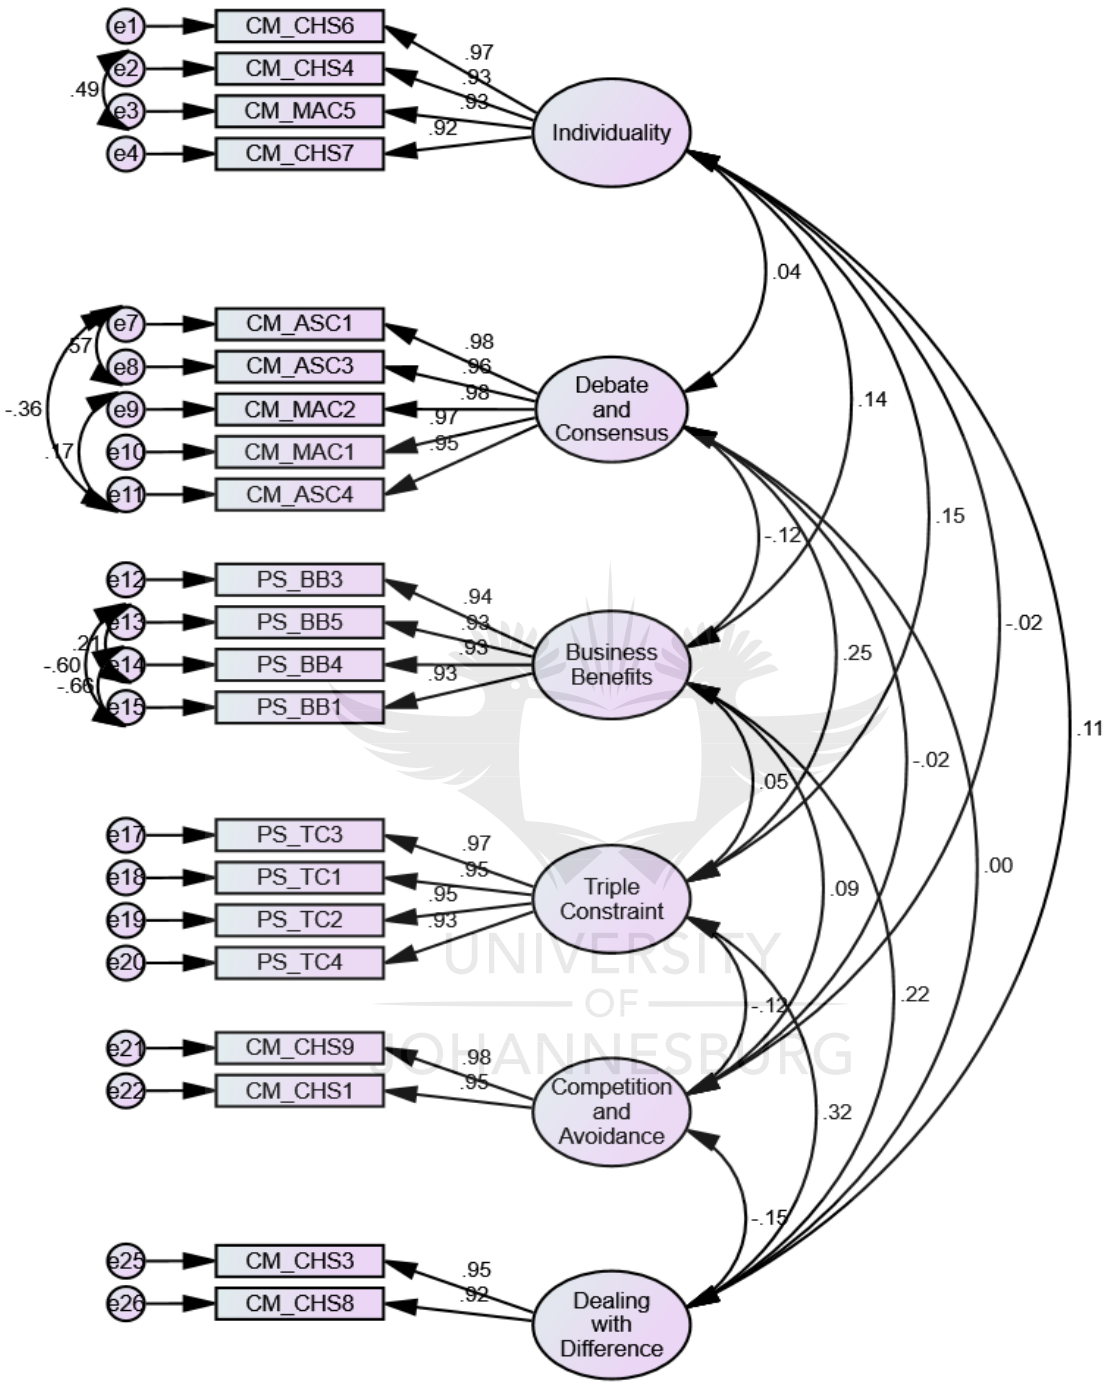 e1 CM_CHS6
.97
e2 CM_CHS4
.93
.49
e3 CM_MAC5
.93
e4 CM_CHS7
.92
Individuality
.04
e7 CM_ASC1
.98
.57
e8 CM_ASC3
.96
e9 CM_MAC2
.98
-.36
e10 CM_MAC1
.97
.17
e11 CM_ASC4
.95
Debate
and
Consensus
.14
.15
-.12
e12 PS_BB3
.94
e13 PS_BB5
.93
.21
e14 PS_BB4
.93
-.60
-.66
e15 PS_BB1
.93
Business
Benefits
-.02
.25
.11
-.02
.05
e17 PS_TC3
.97
e18 PS_TC1
.95
e19 PS_TC2
.95
e20 PS_TC4
.93
Triple
Constraint
.00
.09
UNIVERSITY
OF
JOHANNESBURG
.22
-.12
e21 CM_CHS9
.98
e22 CM_CHS1
.95
Competition
and
Avoidance
.32
-.15
e25 CM_CHS3
.95
e26 CM_CHS8
.92
Dealing
with
Difference